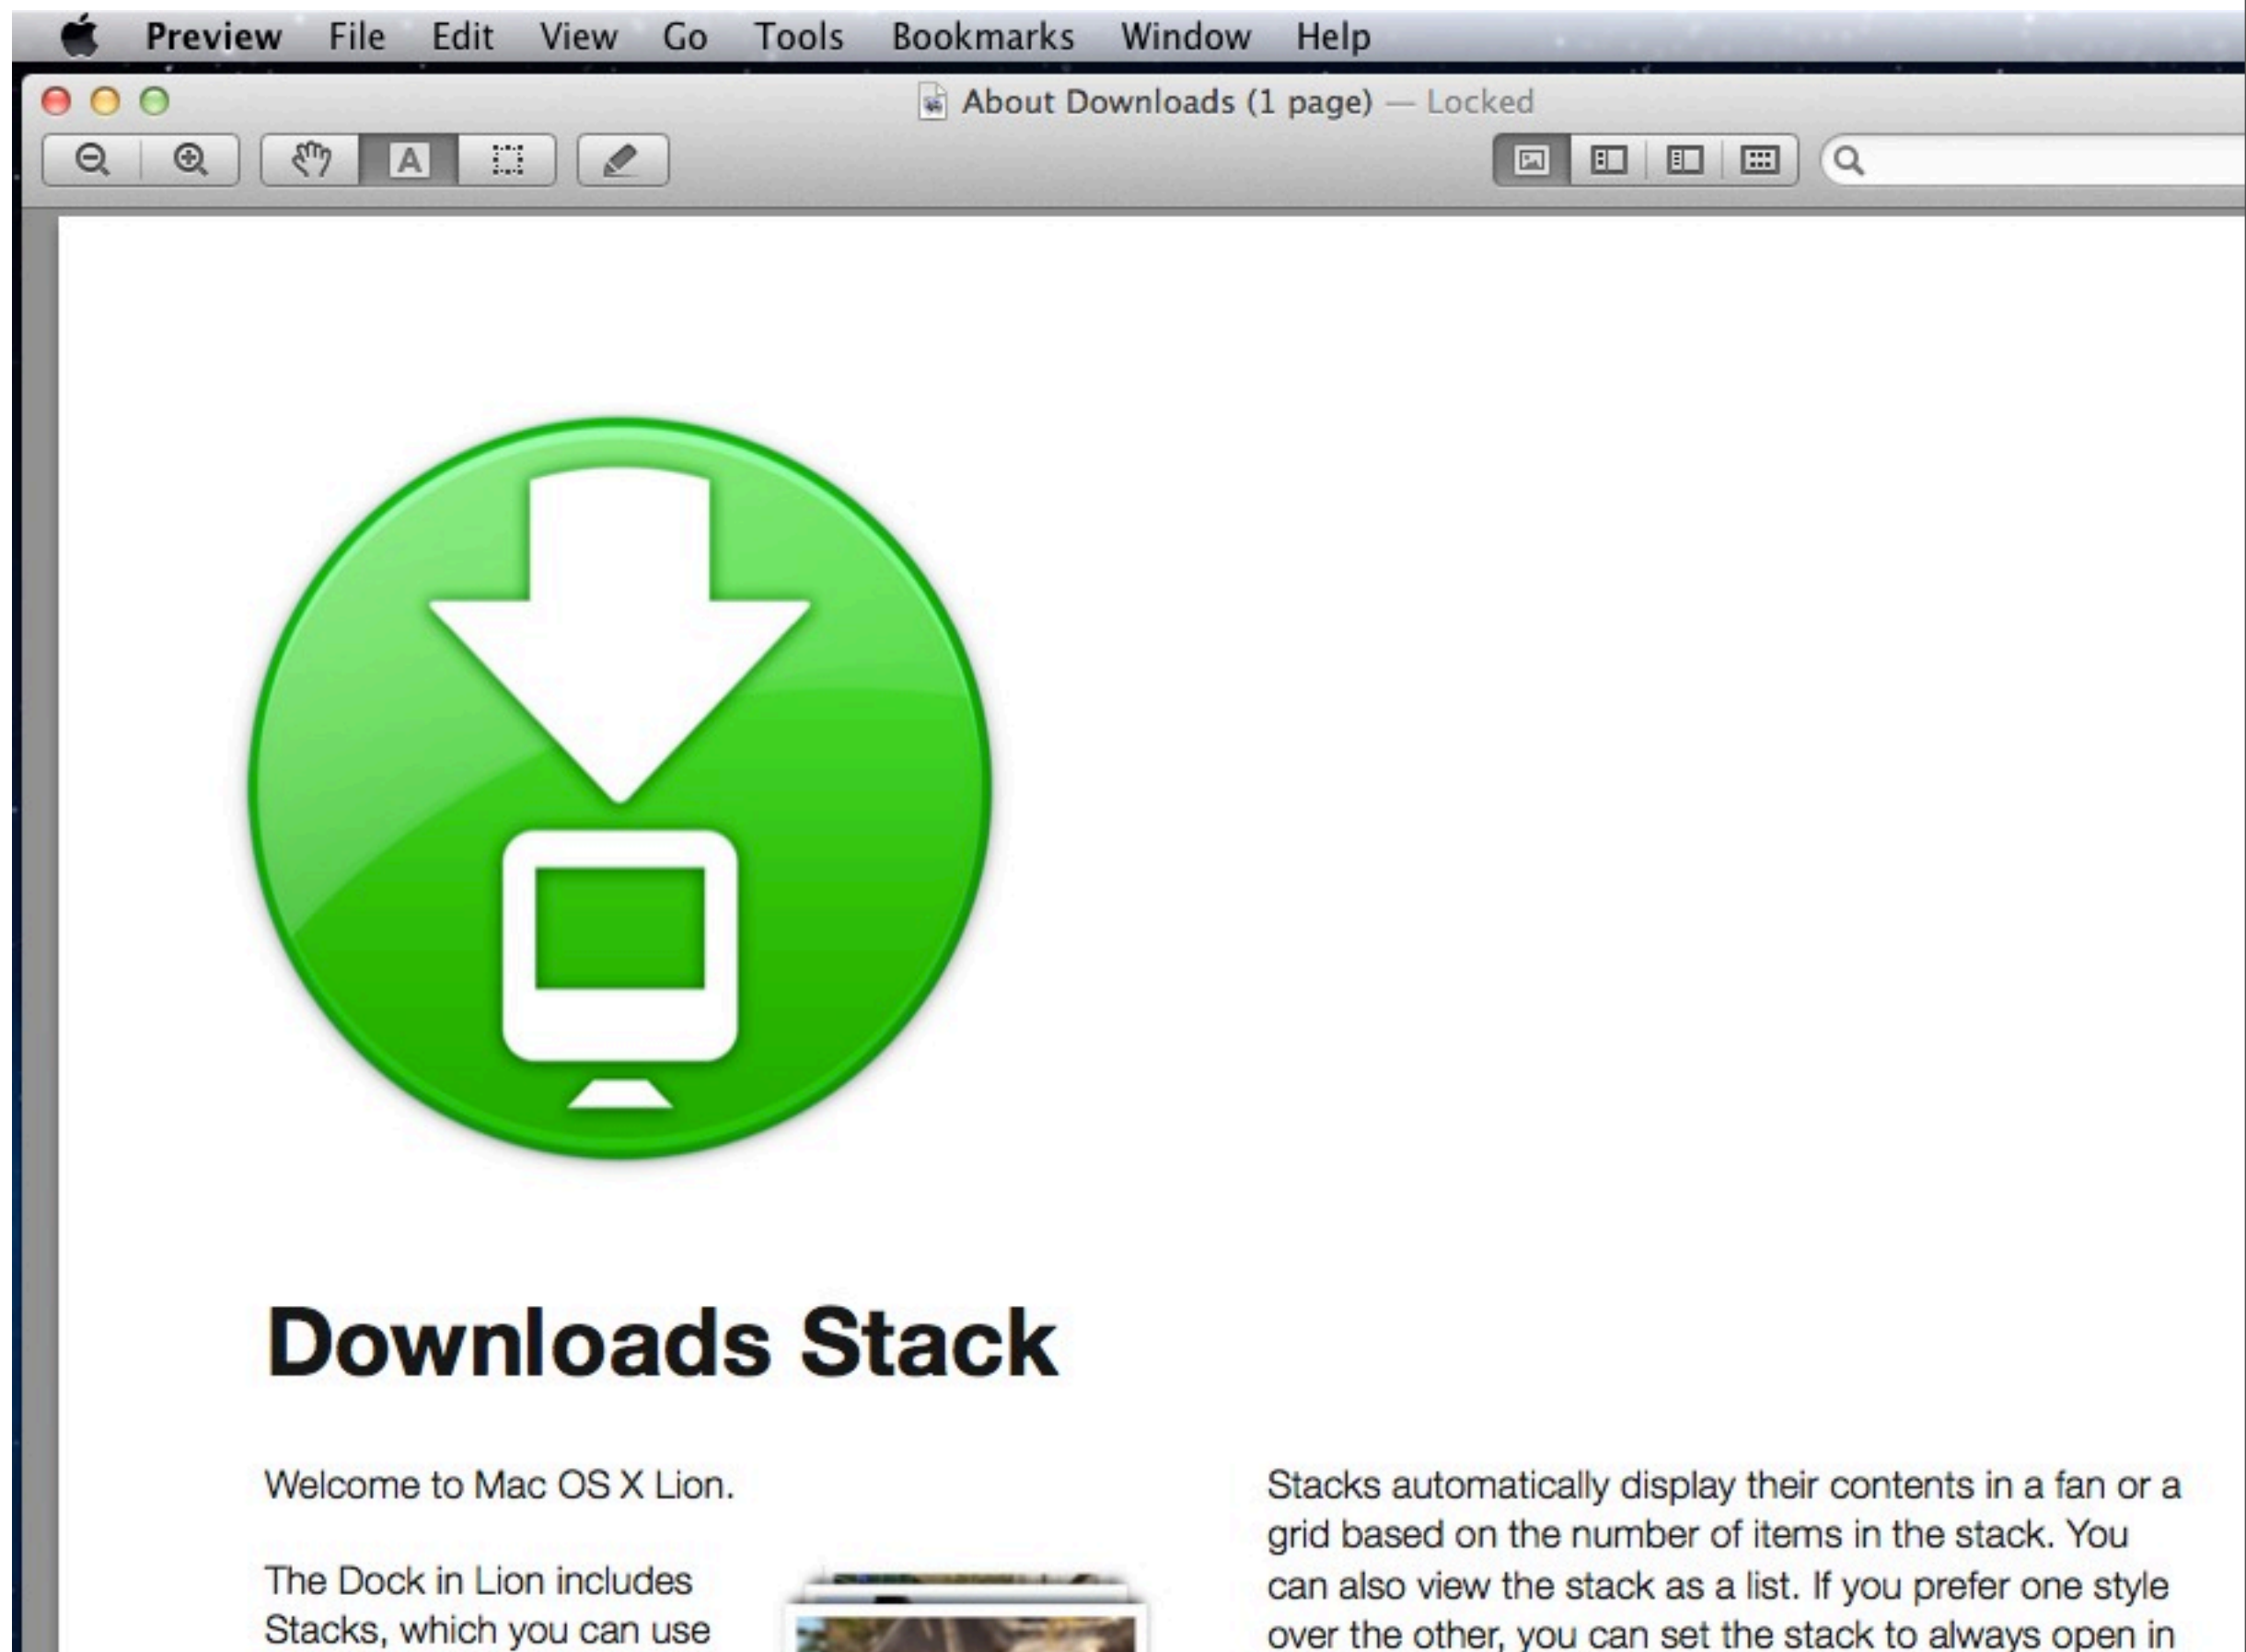 Preview File Edit View Go Tools Bookmarks Window Help
About Downloads (1 page) — Locked
A
Downloads Stack
Welcome to Mac OS X Lion.
The Dock in Lion includes
Stacks, which you can use
Stacks automatically display their contents in a fan or a
grid based on the number of items in the stack. You
can also view the stack as a list. If you prefer one style
over the other, you can set the stack to always open in